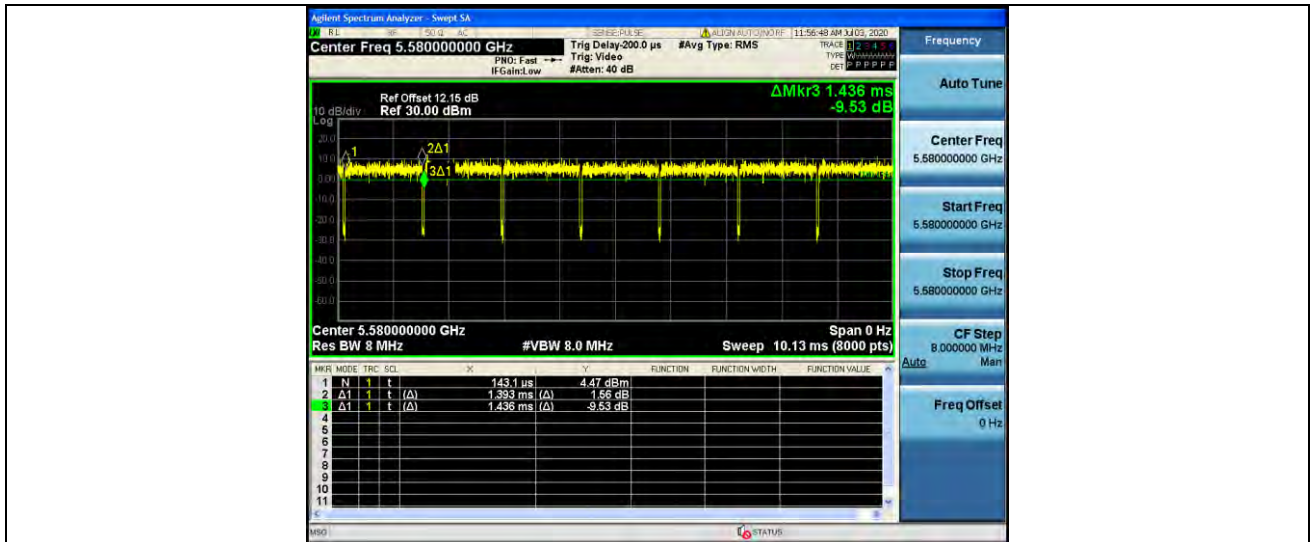 Agilent Spectrum Analyzer - Swept SA
RL RF 50 Ω AC SENSE:PULSE ALIGN AUTO/NO RF 11:56:48 AM Jul 03, 2020
Center Freq 5.580000000 GHz Trig Delay-200.0 µs #Avg Type: RMS TRACE 1 2 3 4 5 6
PNO: Fast Trig: Video TYPE
IFGain:Low #Atten: 40 dB DET P P P P P P
Frequency
Auto Tune
ΔMkr3 1.436 ms
-9.53 dB
Ref Offset 12.15 dB
10 dB/div Ref 30.00 dBm
Log
20.0
10.0
0.00
-10.0
-20.0
-30.0
-40.0
-50.0
-60.0
1
2Δ1
3Δ1
Center 5.580000000 GHz Span 0 Hz
Res BW 8 MHz #VBW 8.0 MHz Sweep 10.13 ms (8000 pts)
Center Freq
5.580000000 GHz
Start Freq
5.580000000 GHz
Stop Freq
5.580000000 GHz
CF Step
8.000000 MHz
Auto Man
Freq Offset
0 Hz
MKR MODE TRC SCL X Y FUNCTION FUNCTION WIDTH FUNCTION VALUE
1 N 1 t 143.1 µs 4.47 dBm
2 Δ1 1 t (Δ) 1.393 ms (Δ) 1.56 dB
3 Δ1 1 t (Δ) 1.436 ms (Δ) -9.53 dB
4
5
6
7
8
9
10
11
MSG STATUS